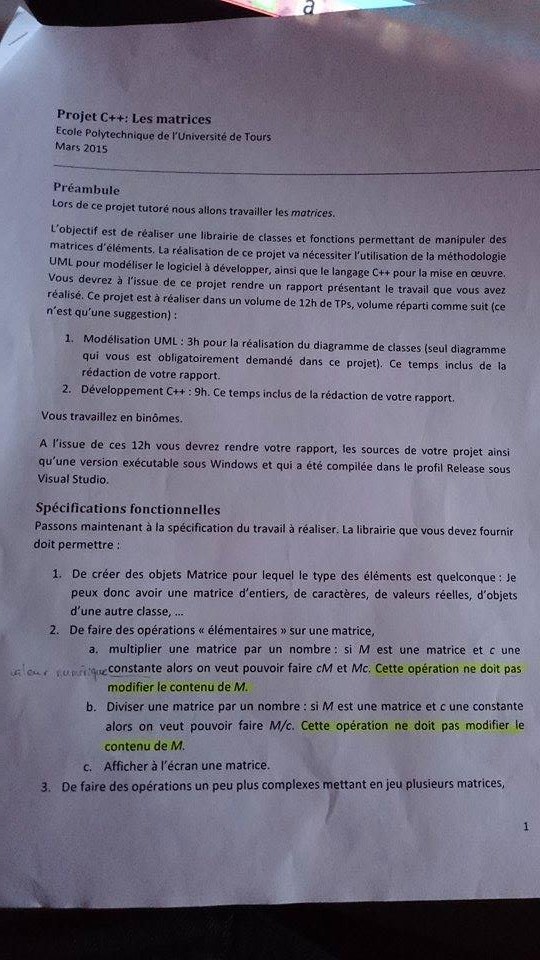 a
Projet C++: Les matrices
Ecole Polytechnique de l'Université de Tours
Mars 2015
Préambule
Lors de ce projet tutoré nous allons travailler les matrices.
L'objectif est de réaliser une librairie de classes et fonctions permettant de manipuler des
matrices d'éléments. La réalisation de ce projet va nécessiter l'utilisation de la méthodologie
UML pour modéliser le logiciel à développer, ainsi que le langage C++ pour la mise en œuvre.
Vous devrez à l'issue de ce projet rendre un rapport présentant le travail que vous avez
réalisé. Ce projet est à réaliser dans un volume de 12h de TPs, volume réparti comme suit (ce
n'est qu'une suggestion) :
1. Modélisation UML : 3h pour la réalisation du diagramme de classes (seul diagramme
qui vous est obligatoirement demandé dans ce projet). Ce temps inclus de la
rédaction de votre rapport.
2. Développement C++ : 9h. Ce temps inclus de la rédaction de votre rapport.
Vous travaillez en binômes.
A l'issue de ces 12h vous devrez rendre votre rapport, les sources de votre projet ainsi
qu'une version exécutable sous Windows et qui a été compilée dans le profil Release sous
Visual Studio.
Spécifications fonctionnelles
Passons maintenant à la spécification du travail à réaliser. La librairie que vous devez fournir
doit permettre :
1. De créer des objets Matrice pour lequel le type des éléments est quelconque : Je
peux donc avoir une matrice d'entiers, de caractères, de valeurs réelles, d'objets
d'une autre classe, ...
2. De faire des opérations « élémentaires » sur une matrice,
a. multiplier une matrice par un nombre : si M est une matrice et c une
valeur numérique constante alors on veut pouvoir faire cM et Mc. Cette opération ne doit pas
modifier le contenu de M.
b. Diviser une matrice par un nombre : si M est une matrice et c une constante
alors on veut pouvoir faire M/c. Cette opération ne doit pas modifier le
contenu de M.
c. Afficher à l'écran une matrice.
3. De faire des opérations un peu plus complexes mettant en jeu plusieurs matrices,
1